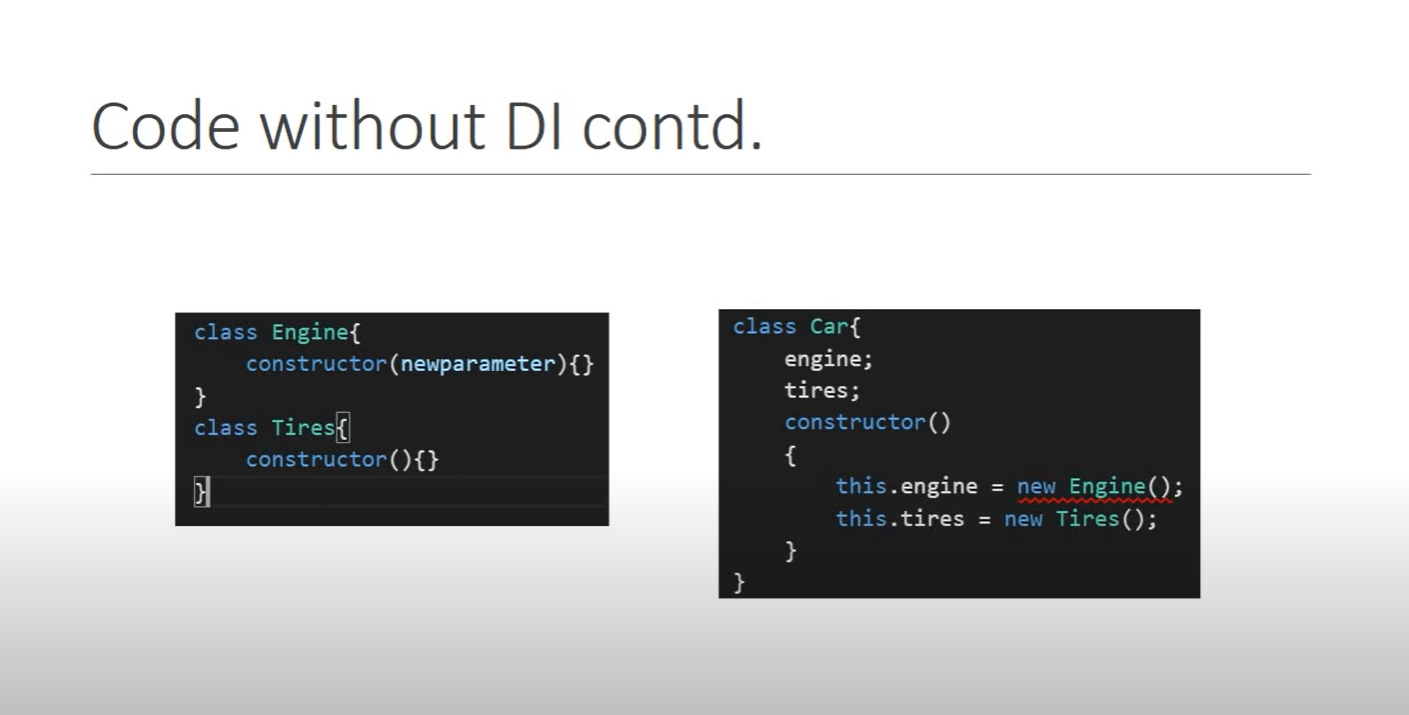 Code without DI contd.
class Engine{
constructor(newparameter){}
}
class Tires{
constructor(){}
}
class Car{
engine;
tires;
constructor()
{
this.engine = new Engine();
this.tires = new Tires();
}
}